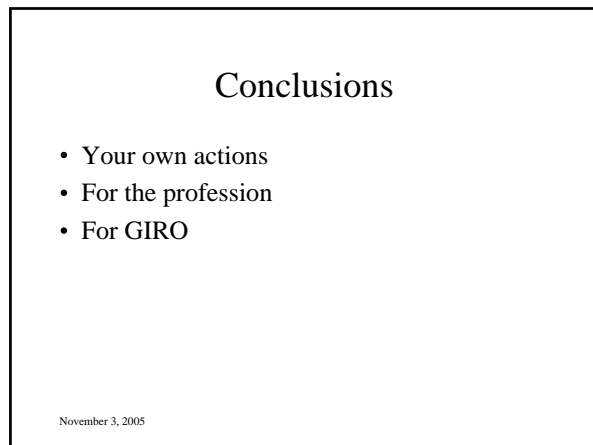 Conclusions
• Your own actions
• For the profession
• For GIRO
November 3, 2005